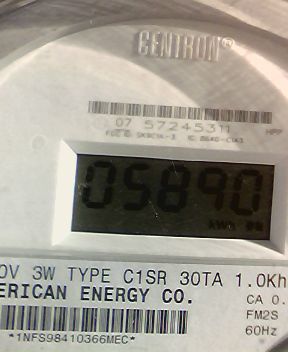 CENTRON®
07 57245311 HPP
05890
kWh
0V 3W TYPE C1SR 30TA 1.0Kh
ERICAN ENERGY CO. CA 0.
FM2S
*1NFS98410366MEC* 60Hz